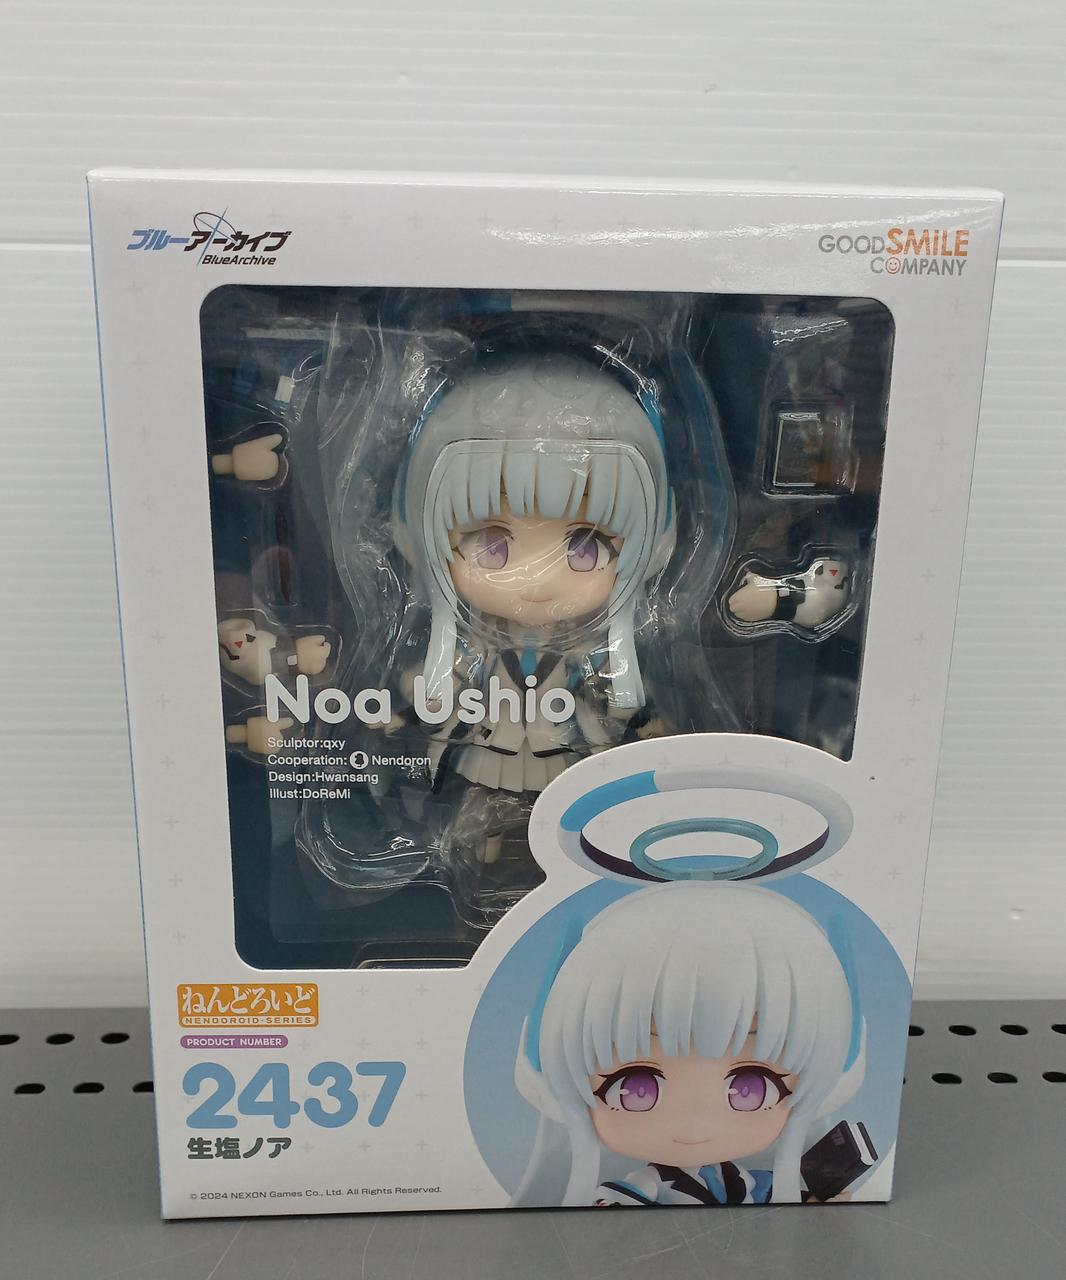 ブルーアーカイブ
BlueArchive
GOOD SMILE
COMPANY
Noa Ushio
Sculptor:qxy
Cooperation: Nendoron
Design:Hwansang
Illust:DoReMi
ねんどろいど
NENDOROID・SERIES
PRODUCT NUMBER
2437
生塩ノア
© 2024 NEXON Games Co., Ltd. All Rights Reserved.